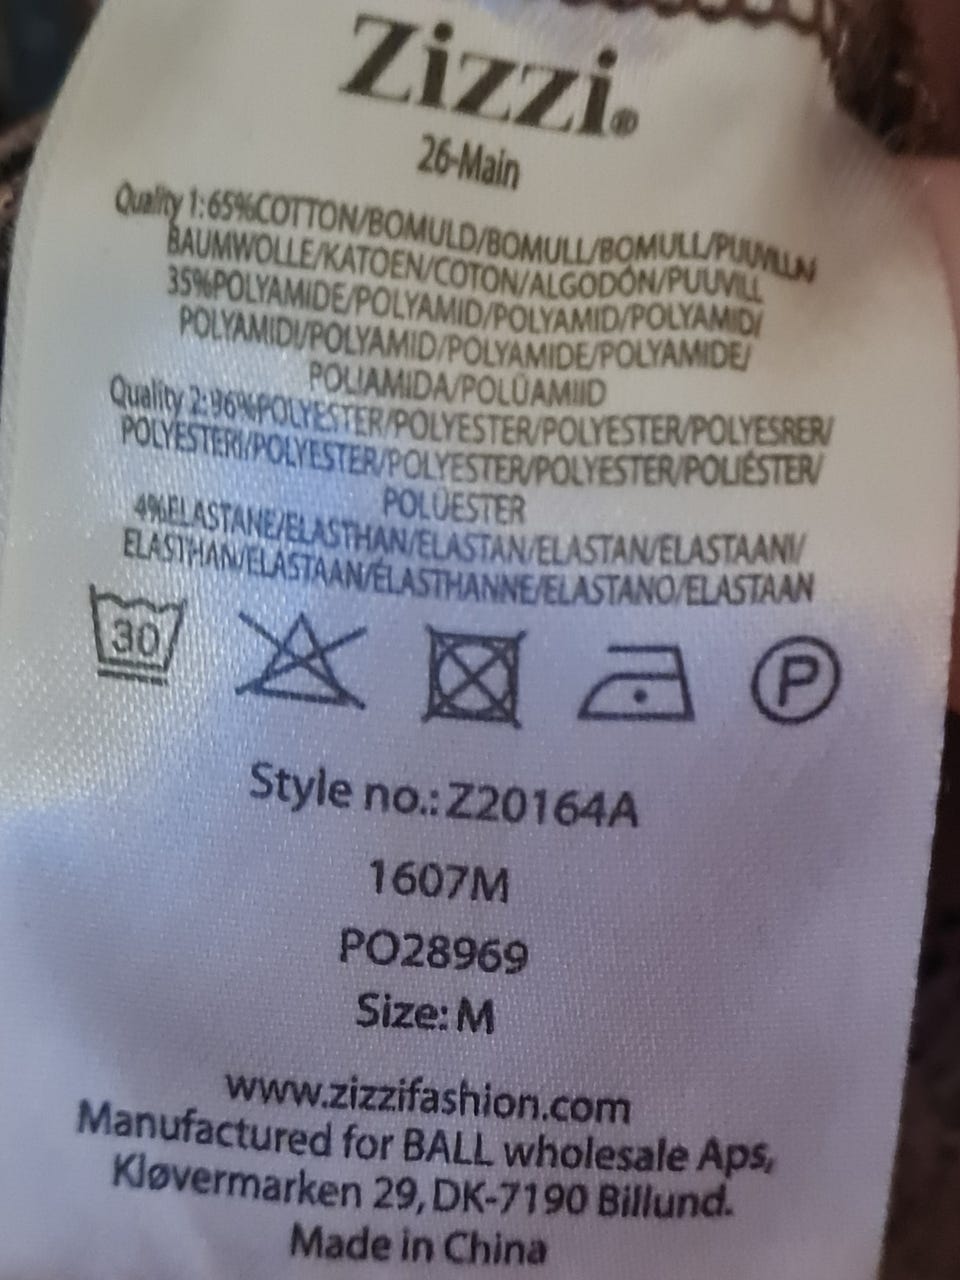 Zizzi®
26-Main
Quality 1:65%COTTON/BOMULD/BOMULL/BOMULL/PUUVILLN
BAUMWOLLE/KATOEN/COTON/ALGODÓN/PUUVILL
35%POLYAMIDE/POLYAMID/POLYAMID/POLYAMID/
POLYAMIDI/POLYAMID/POLYAMIDE/POLYAMIDE/
POLIAMIDA/POLÜAMIID
Quality 2:96%POLYESTER/POLYESTER/POLYESTER/POLYESRER/
POLYESTERI/POLYESTER/POLYESTER/POLYESTER/POLIÉSTER/
POLÜESTER
4%ELASTANE/ELASTHAN/ELASTAN/ELASTAN/ELASTAANI/
ELASTHAN/ELASTAAN/ÉLASTHANNE/ELASTANO/ELASTAAN
30 P
Style no.: Z20164A
1607M
PO28969
Size: M
www.zizzifashion.com
Manufactured for BALL wholesale Aps,
Kløvermarken 29, DK-7190 Billund.
Made in China